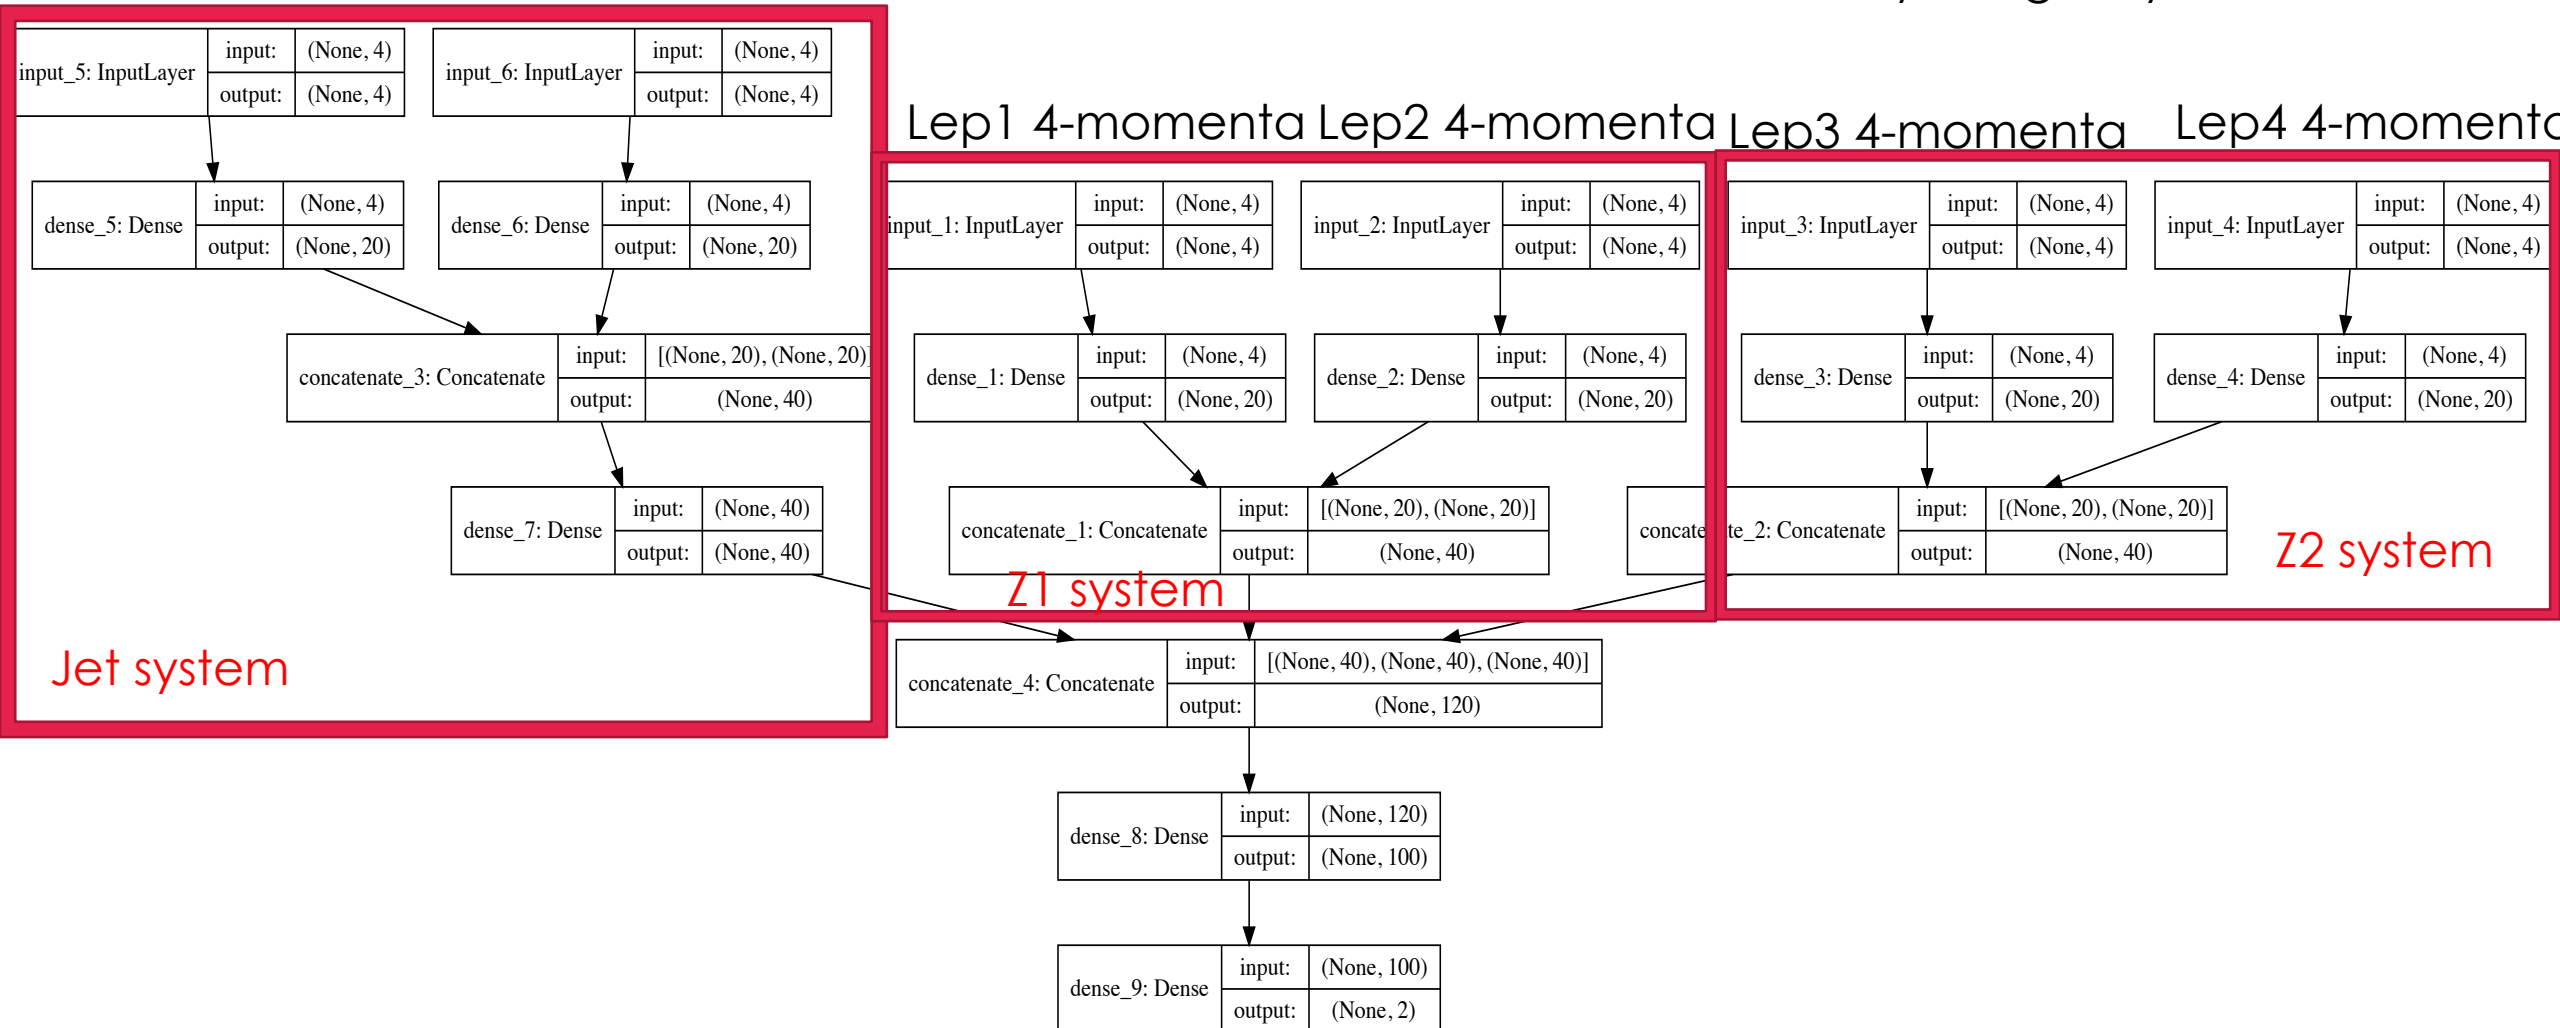 Lep1 4-momenta Lep2 4-momenta Lep3 4-momenta Lep4 4-momenta
input_5: InputLayer input: (None, 4) output: (None, 4)
input_6: InputLayer input: (None, 4) output: (None, 4)
dense_5: Dense input: (None, 4) output: (None, 20)
dense_6: Dense input: (None, 4) output: (None, 20)
concatenate_3: Concatenate input: [(None, 20), (None, 20)] output: (None, 40)
dense_7: Dense input: (None, 40) output: (None, 40)
Jet system
input_1: InputLayer input: (None, 4) output: (None, 4)
input_2: InputLayer input: (None, 4) output: (None, 4)
dense_1: Dense input: (None, 4) output: (None, 20)
dense_2: Dense input: (None, 4) output: (None, 20)
concatenate_1: Concatenate input: [(None, 20), (None, 20)] output: (None, 40)
Z1 system
input_3: InputLayer input: (None, 4) output: (None, 4)
input_4: InputLayer input: (None, 4) output: (None, 4)
dense_3: Dense input: (None, 4) output: (None, 20)
dense_4: Dense input: (None, 4) output: (None, 20)
concatenate_2: Concatenate input: [(None, 20), (None, 20)] output: (None, 40)
Z2 system
concatenate_4: Concatenate input: [(None, 40), (None, 40), (None, 40)] output: (None, 120)
dense_8: Dense input: (None, 120) output: (None, 100)
dense_9: Dense input: (None, 100) output: (None, 2)